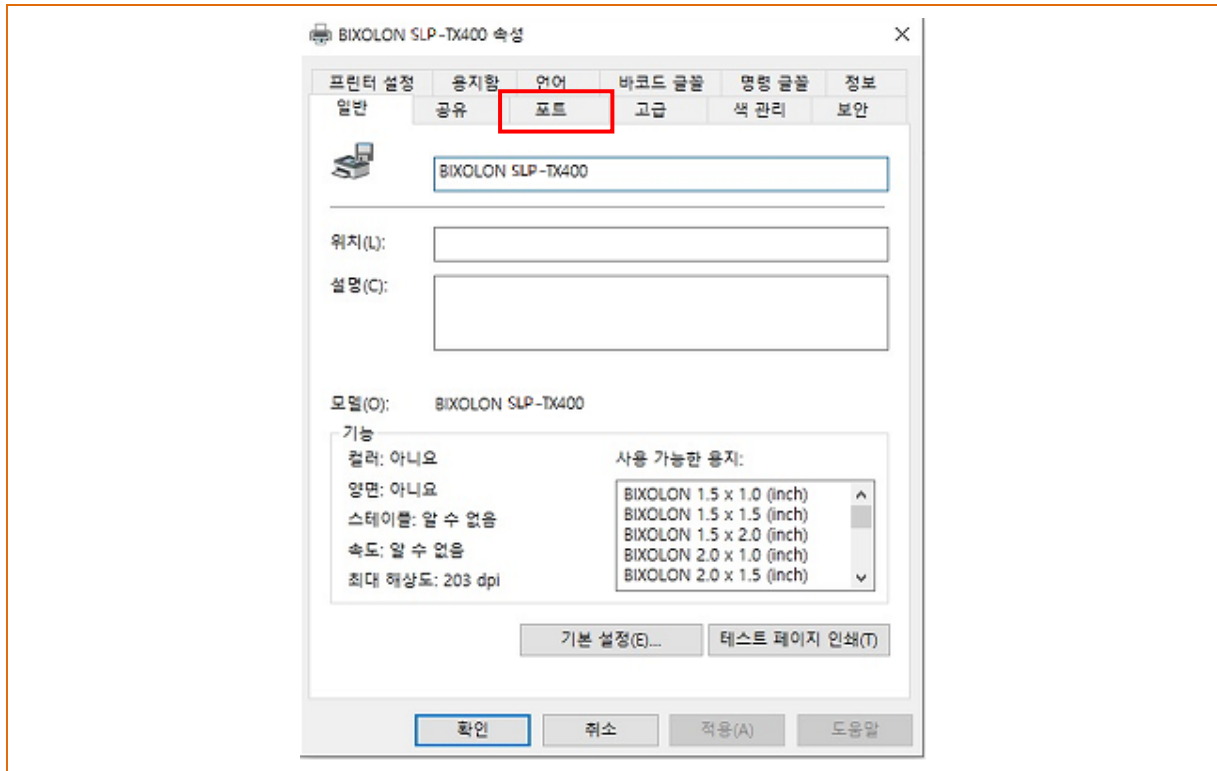 BIXOLON SLP-TX400 속성
프린터 설정 용지함 언어 바코드 글꼴 명령 글꼴 정보
일반 공유 포트 고급 색 관리 보안
BIXOLON SLP-TX400
위치(L):
설명(C):
모델(O): BIXOLON SLP-TX400
기능
컬러: 아니요
양면: 아니요
스테이플: 알 수 없음
속도: 알 수 없음
최대 해상도: 203 dpi
사용 가능한 용지:
BIXOLON 1.5 x 1.0 (inch)
BIXOLON 1.5 x 1.5 (inch)
BIXOLON 1.5 x 2.0 (inch)
BIXOLON 2.0 x 1.0 (inch)
BIXOLON 2.0 x 1.5 (inch)
기본 설정(E)... 테스트 페이지 인쇄(T)
확인 취소 적용(A) 도움말